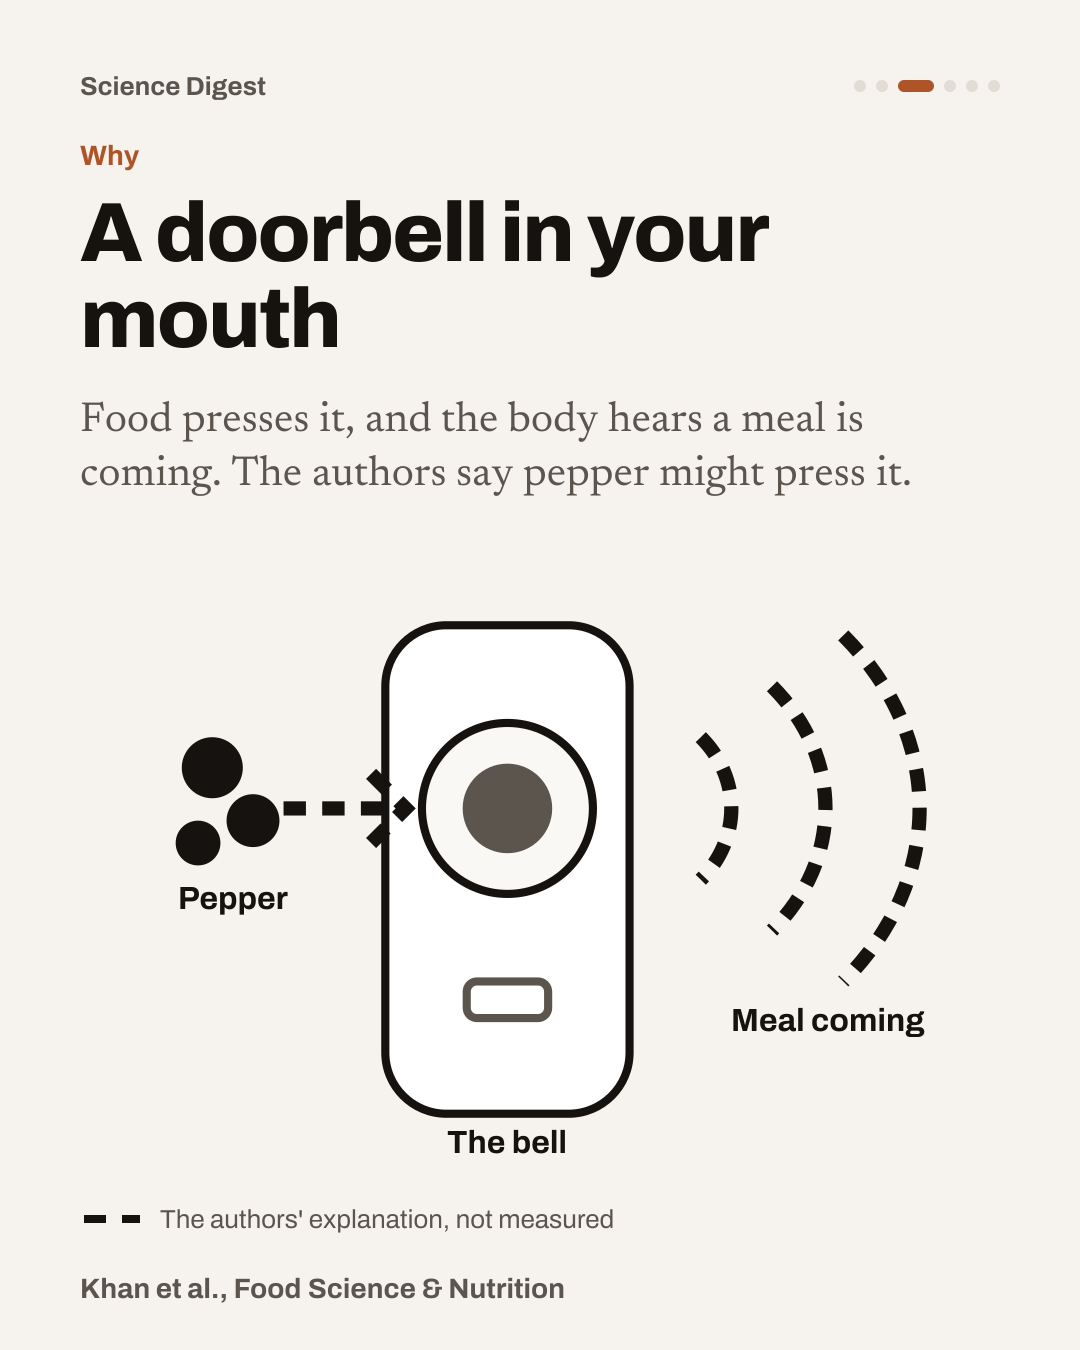 Science Digest
Why
A doorbell in your
mouth
Food presses it, and the body hears a meal is
coming. The authors say pepper might press it.
Pepper
Meal coming
The bell
The authors' explanation, not measured
Khan et al., Food Science & Nutrition